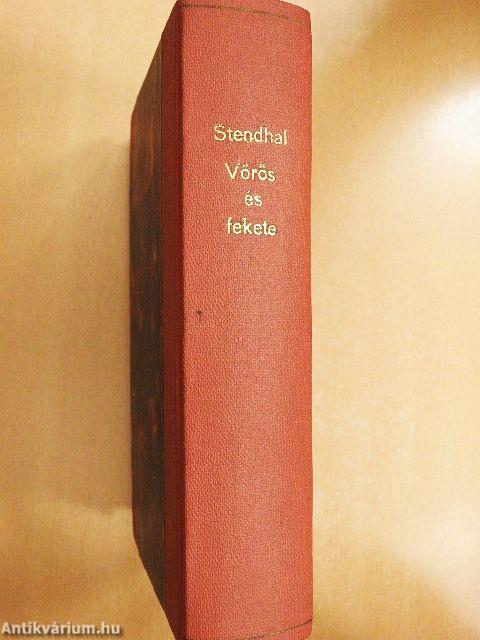 Stendhal
Vörös
és
fekete
Antikvárium.hu